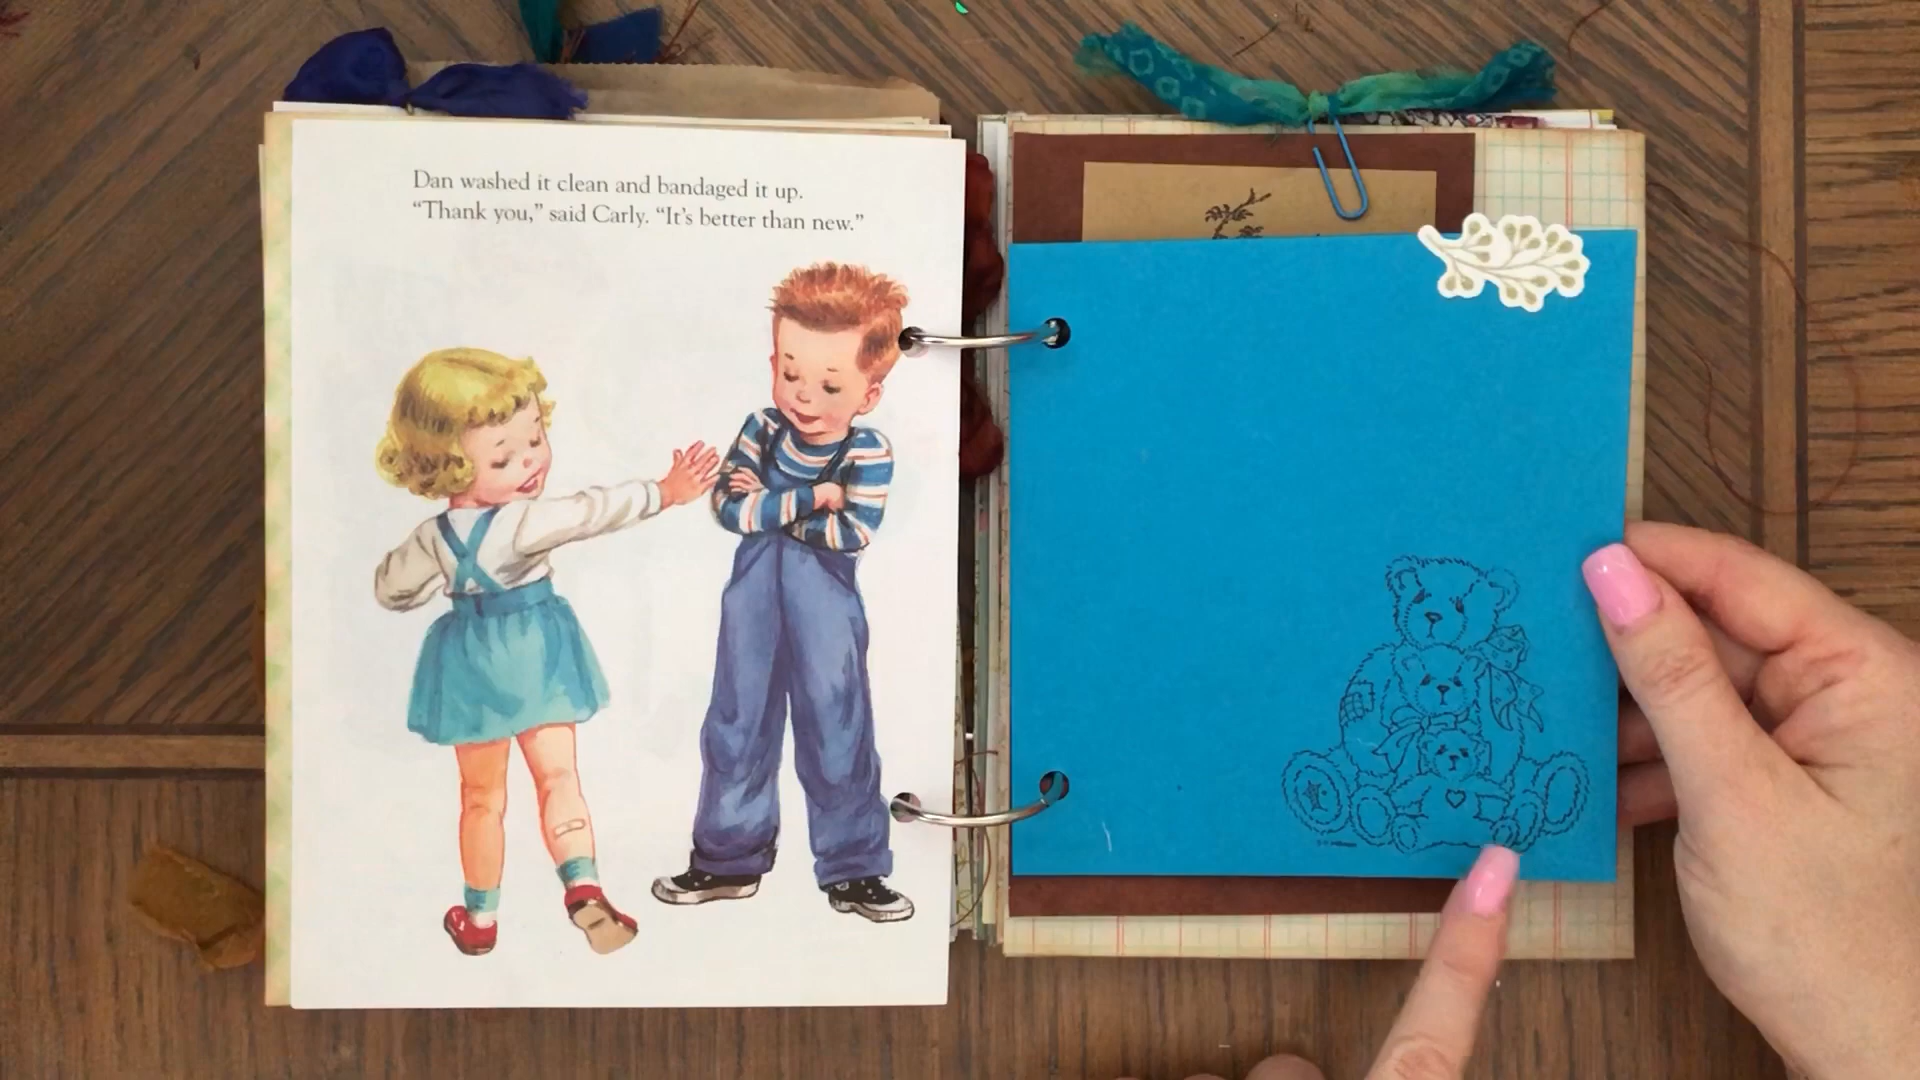 Dan washed it clean and bandaged it up.
“Thank you,” said Carly. “It’s better than new.”